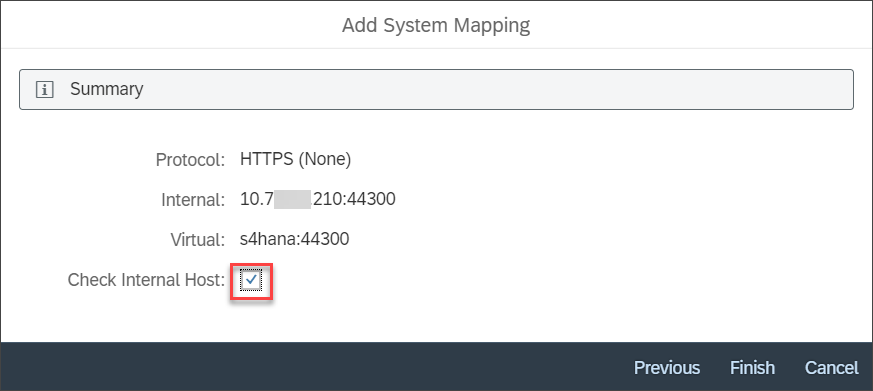 Add System Mapping
Summary
Protocol: HTTPS (None)
Internal: 10.7 .210:44300
Virtual: s4hana:44300
Check Internal Host:
Previous Finish Cancel